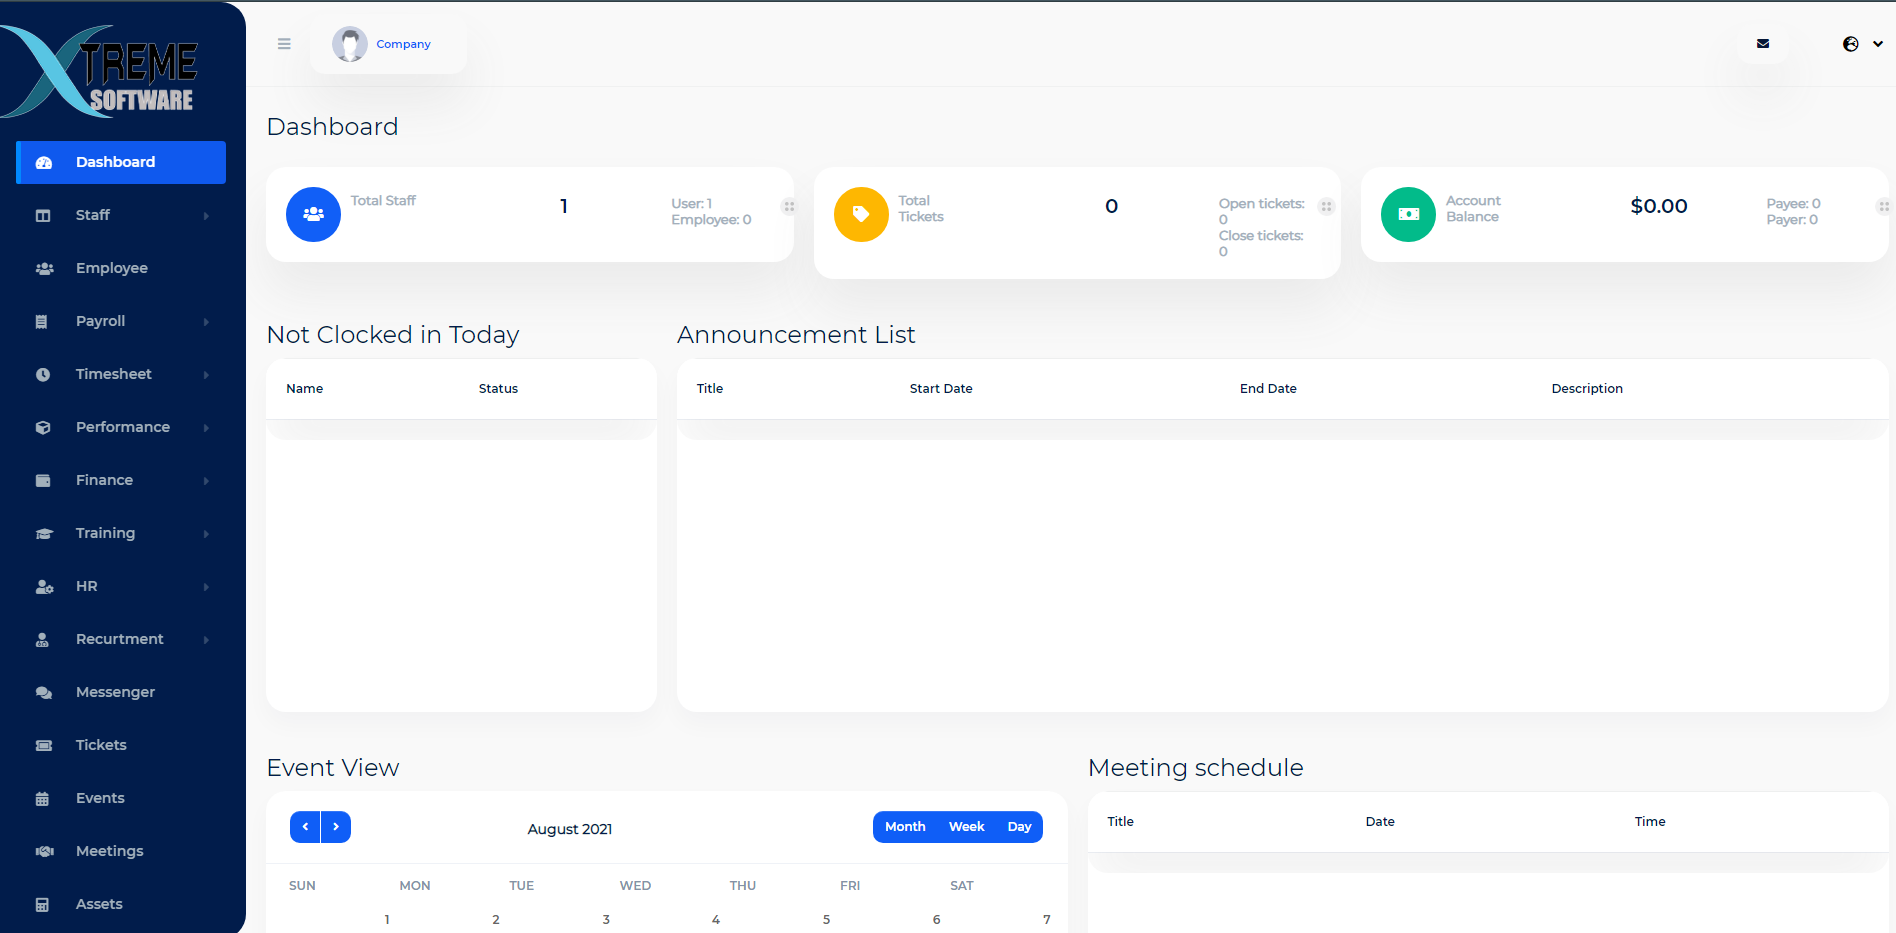 XTREME
SOFTWARE
Dashboard
Staff
Employee
Payroll
Timesheet
Performance
Finance
Training
HR
Recurtment
Messenger
Tickets
Events
Meetings
Assets
Company
Dashboard
Total Staff
1
User: 1
Employee: 0
Total
Tickets
0
Open tickets:
0
Close tickets:
0
Account
Balance
$0.00
Payee: 0
Payer: 0
Not Clocked in Today
Name Status
Announcement List
Title Start Date End Date Description
Event View
August 2021
Month Week Day
SUN MON TUE WED THU FRI SAT
1 2 3 4 5 6 7
Meeting schedule
Title Date Time